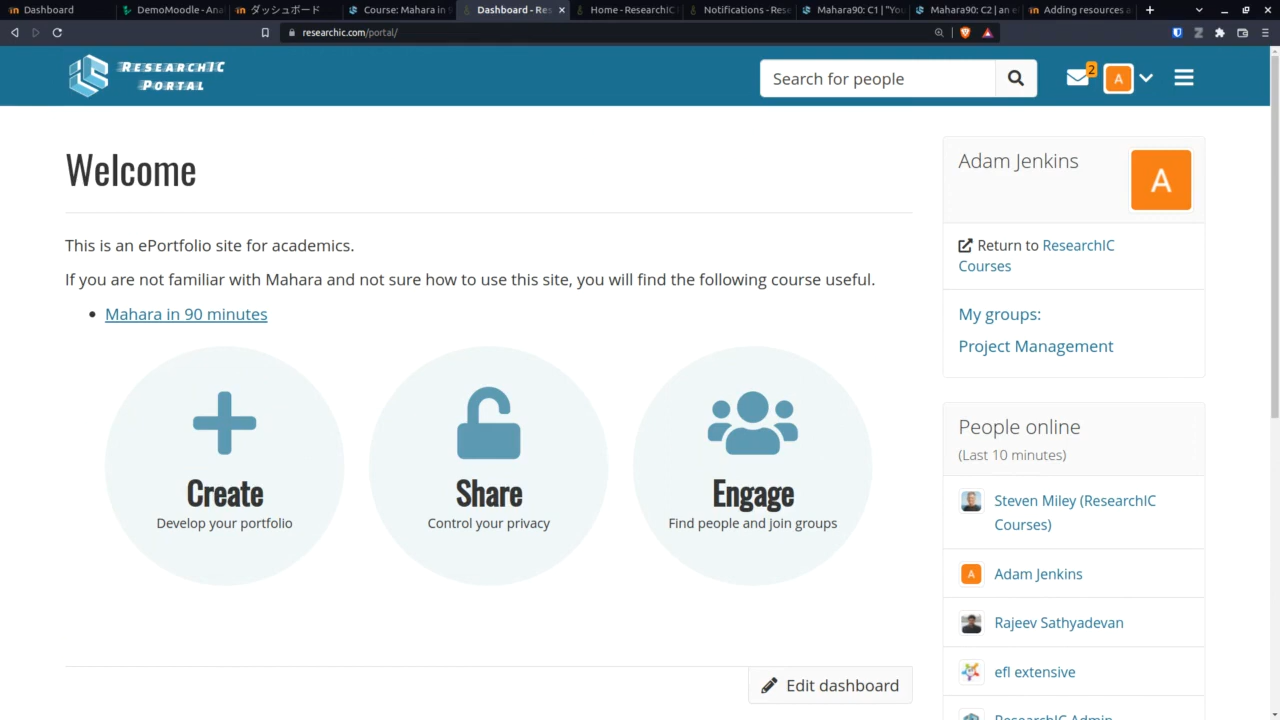 Dashboard
DemoMoodle - Ana
ダッシュボード
Course: Mahara in 9
Dashboard - Res
Home - ResearchIC
Notifications - Rese
Mahara90: C1 | "You
Mahara90: C2 | an e
Adding resources a
researchic.com/portal/
RESEARCHIC
PORTAL
Search for people
2
A
Welcome
This is an ePortfolio site for academics.
If you are not familiar with Mahara and not sure how to use this site, you will find the following course useful.
Mahara in 90 minutes
Create
Develop your portfolio
Share
Control your privacy
Engage
Find people and join groups
Edit dashboard
Adam Jenkins
A
Return to ResearchIC
Courses
My groups:
Project Management
People online
(Last 10 minutes)
Steven Miley (ResearchIC
Courses)
A
Adam Jenkins
Rajeev Sathyadevan
efl extensive
ResearchIC Admin